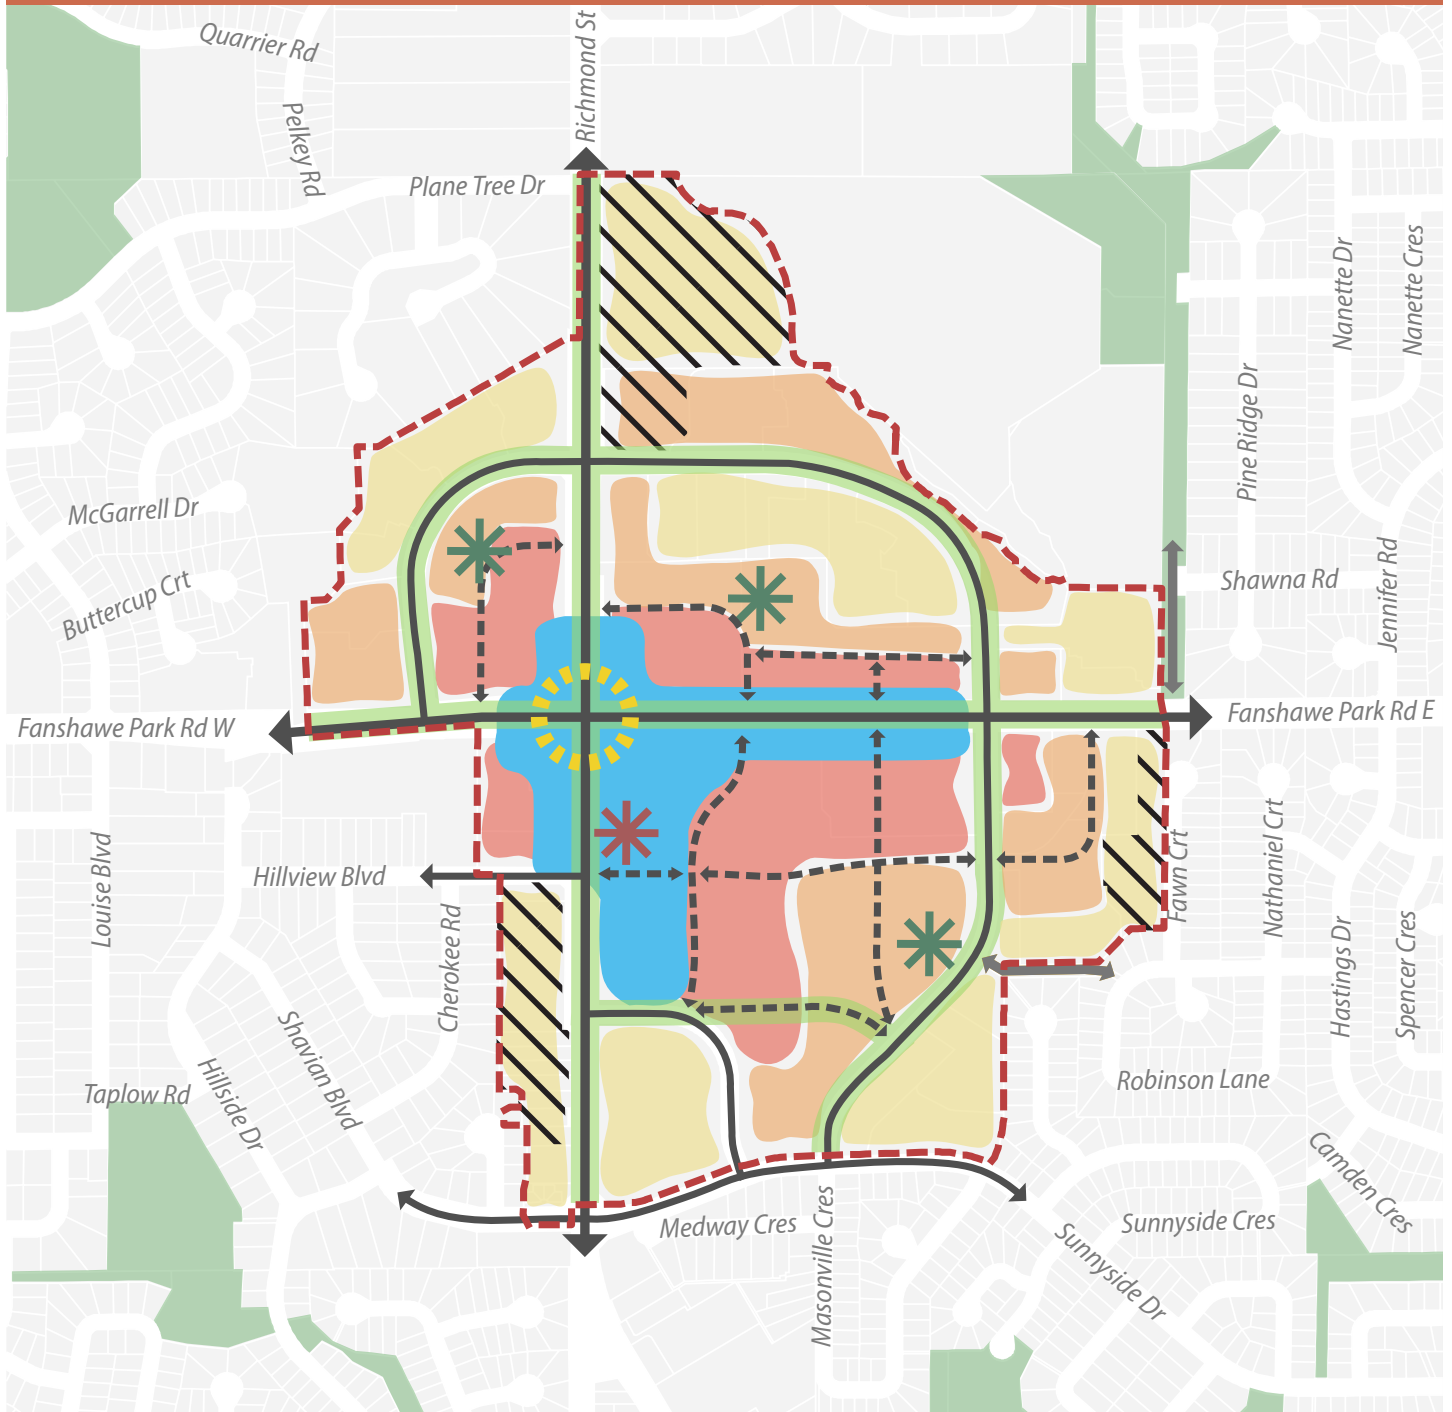 Quarrier Rd
Richmond St
Pelkey Rd
Plane Tree Dr
Nanette Dr
Nanette Cres
Pine Ridge Dr
McGarrell Dr
Buttercup Crt
Shawna Rd
Jennifer Rd
Fanshawe Park Rd W
Fanshawe Park Rd E
Louise Blvd
Hillview Blvd
Cherokee Rd
Fawn Crt
Nathaniel Crt
Hastings Dr
Spencer Cres
Shavian Blvd
Hillside Dr
Taplow Rd
Robinson Lane
Camden Cres
Medway Cres
Masonville Cres
Sunnyside Cres
Sunnyside Dr